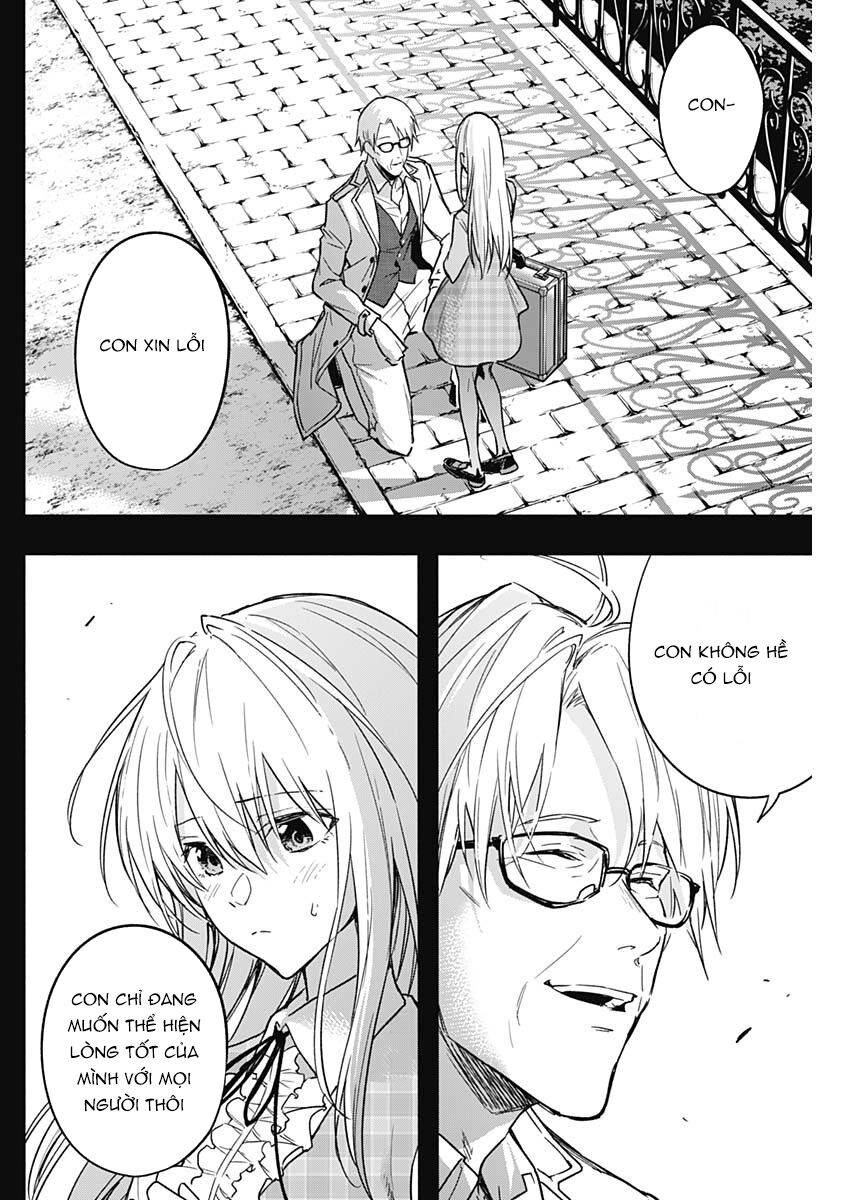 CON-
CON XIN LỖI
CON KHÔNG HỀ
CÓ LỖI
CON CHỈ ĐANG
MUỐN THỂ HIỆN
LÒNG TỐT CỦA
MÌNH VỚI MỌI
NGƯỜI THÔI